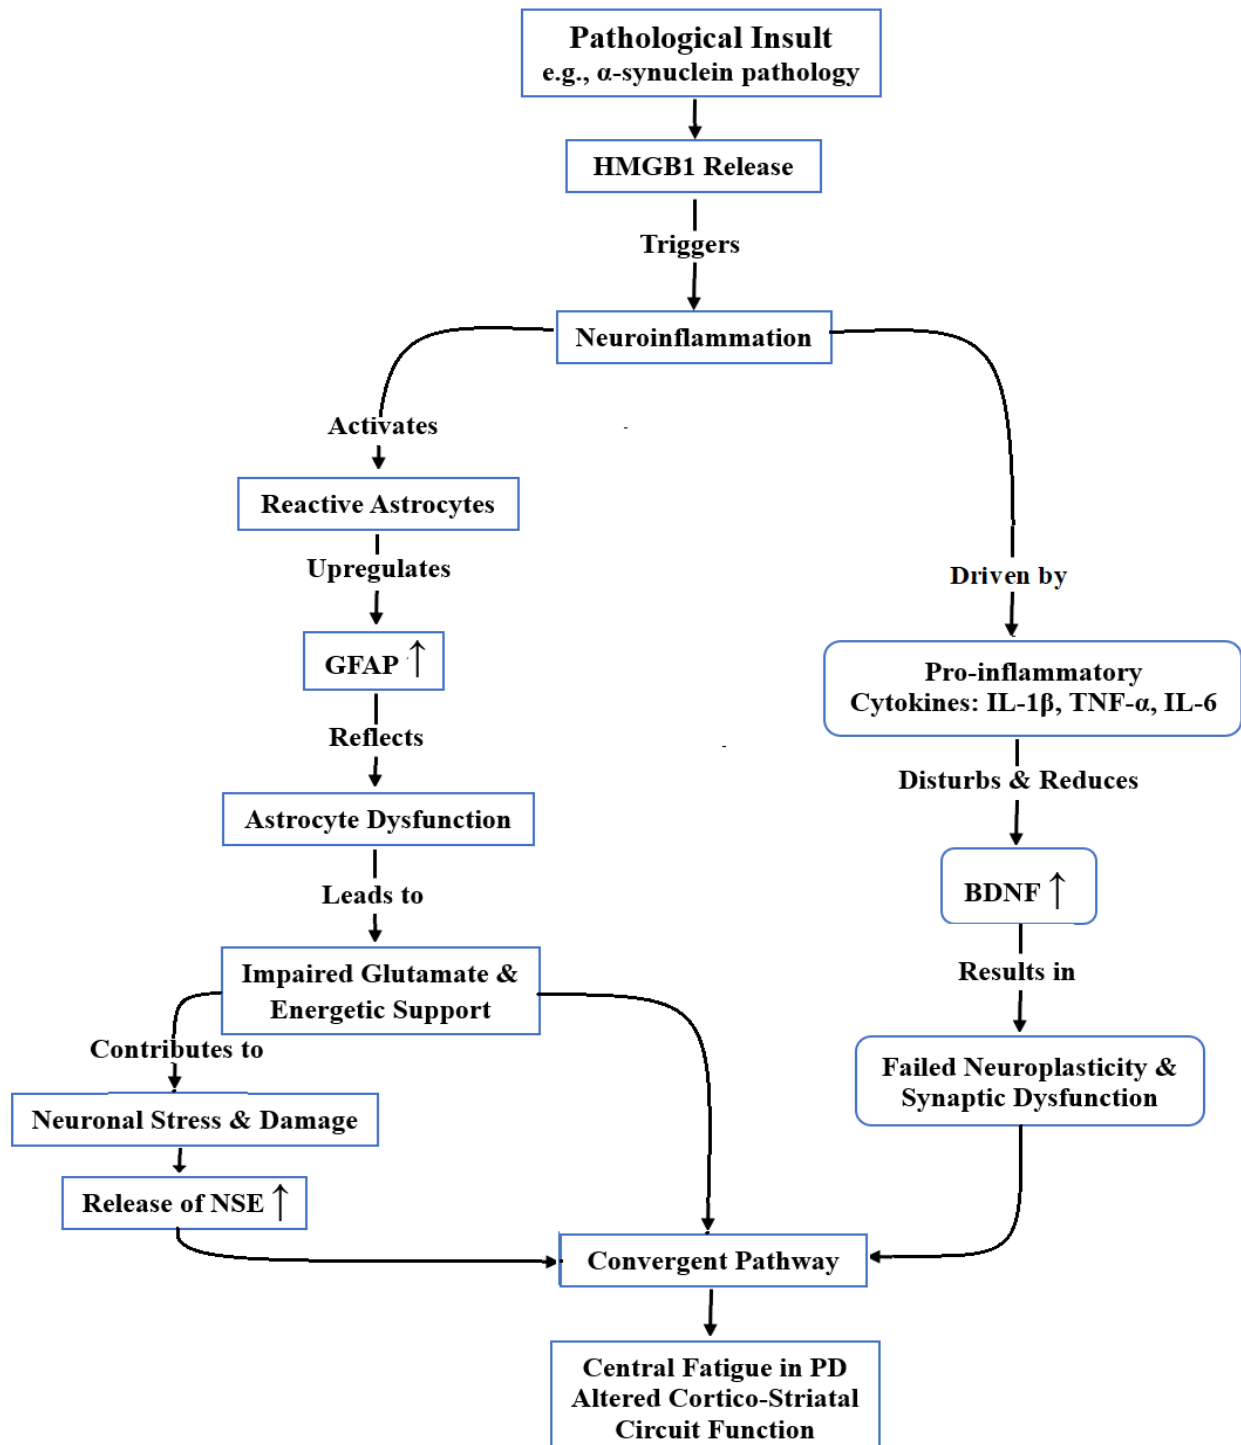 Pathological Insult
e.g., α-synuclein pathology
HMGB1 Release
Triggers
Neuroinflammation
Activates
Reactive Astrocytes
Upregulates
GFAP ↑
Reflects
Astrocyte Dysfunction
Leads to
Impaired Glutamate &
Energetic Support
Contributes to
Neuronal Stress & Damage
Release of NSE ↑
Driven by
Pro-inflammatory
Cytokines: IL-1β, TNF-α, IL-6
Disturbs & Reduces
BDNF ↑
Results in
Failed Neuroplasticity &
Synaptic Dysfunction
Convergent Pathway
Central Fatigue in PD
Altered Cortico-Striatal
Circuit Function